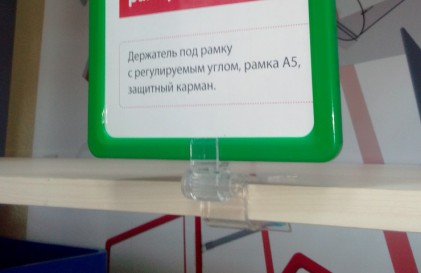 Держатель под рамку
с регулируемым углом, рамка А5,
защитный карман.